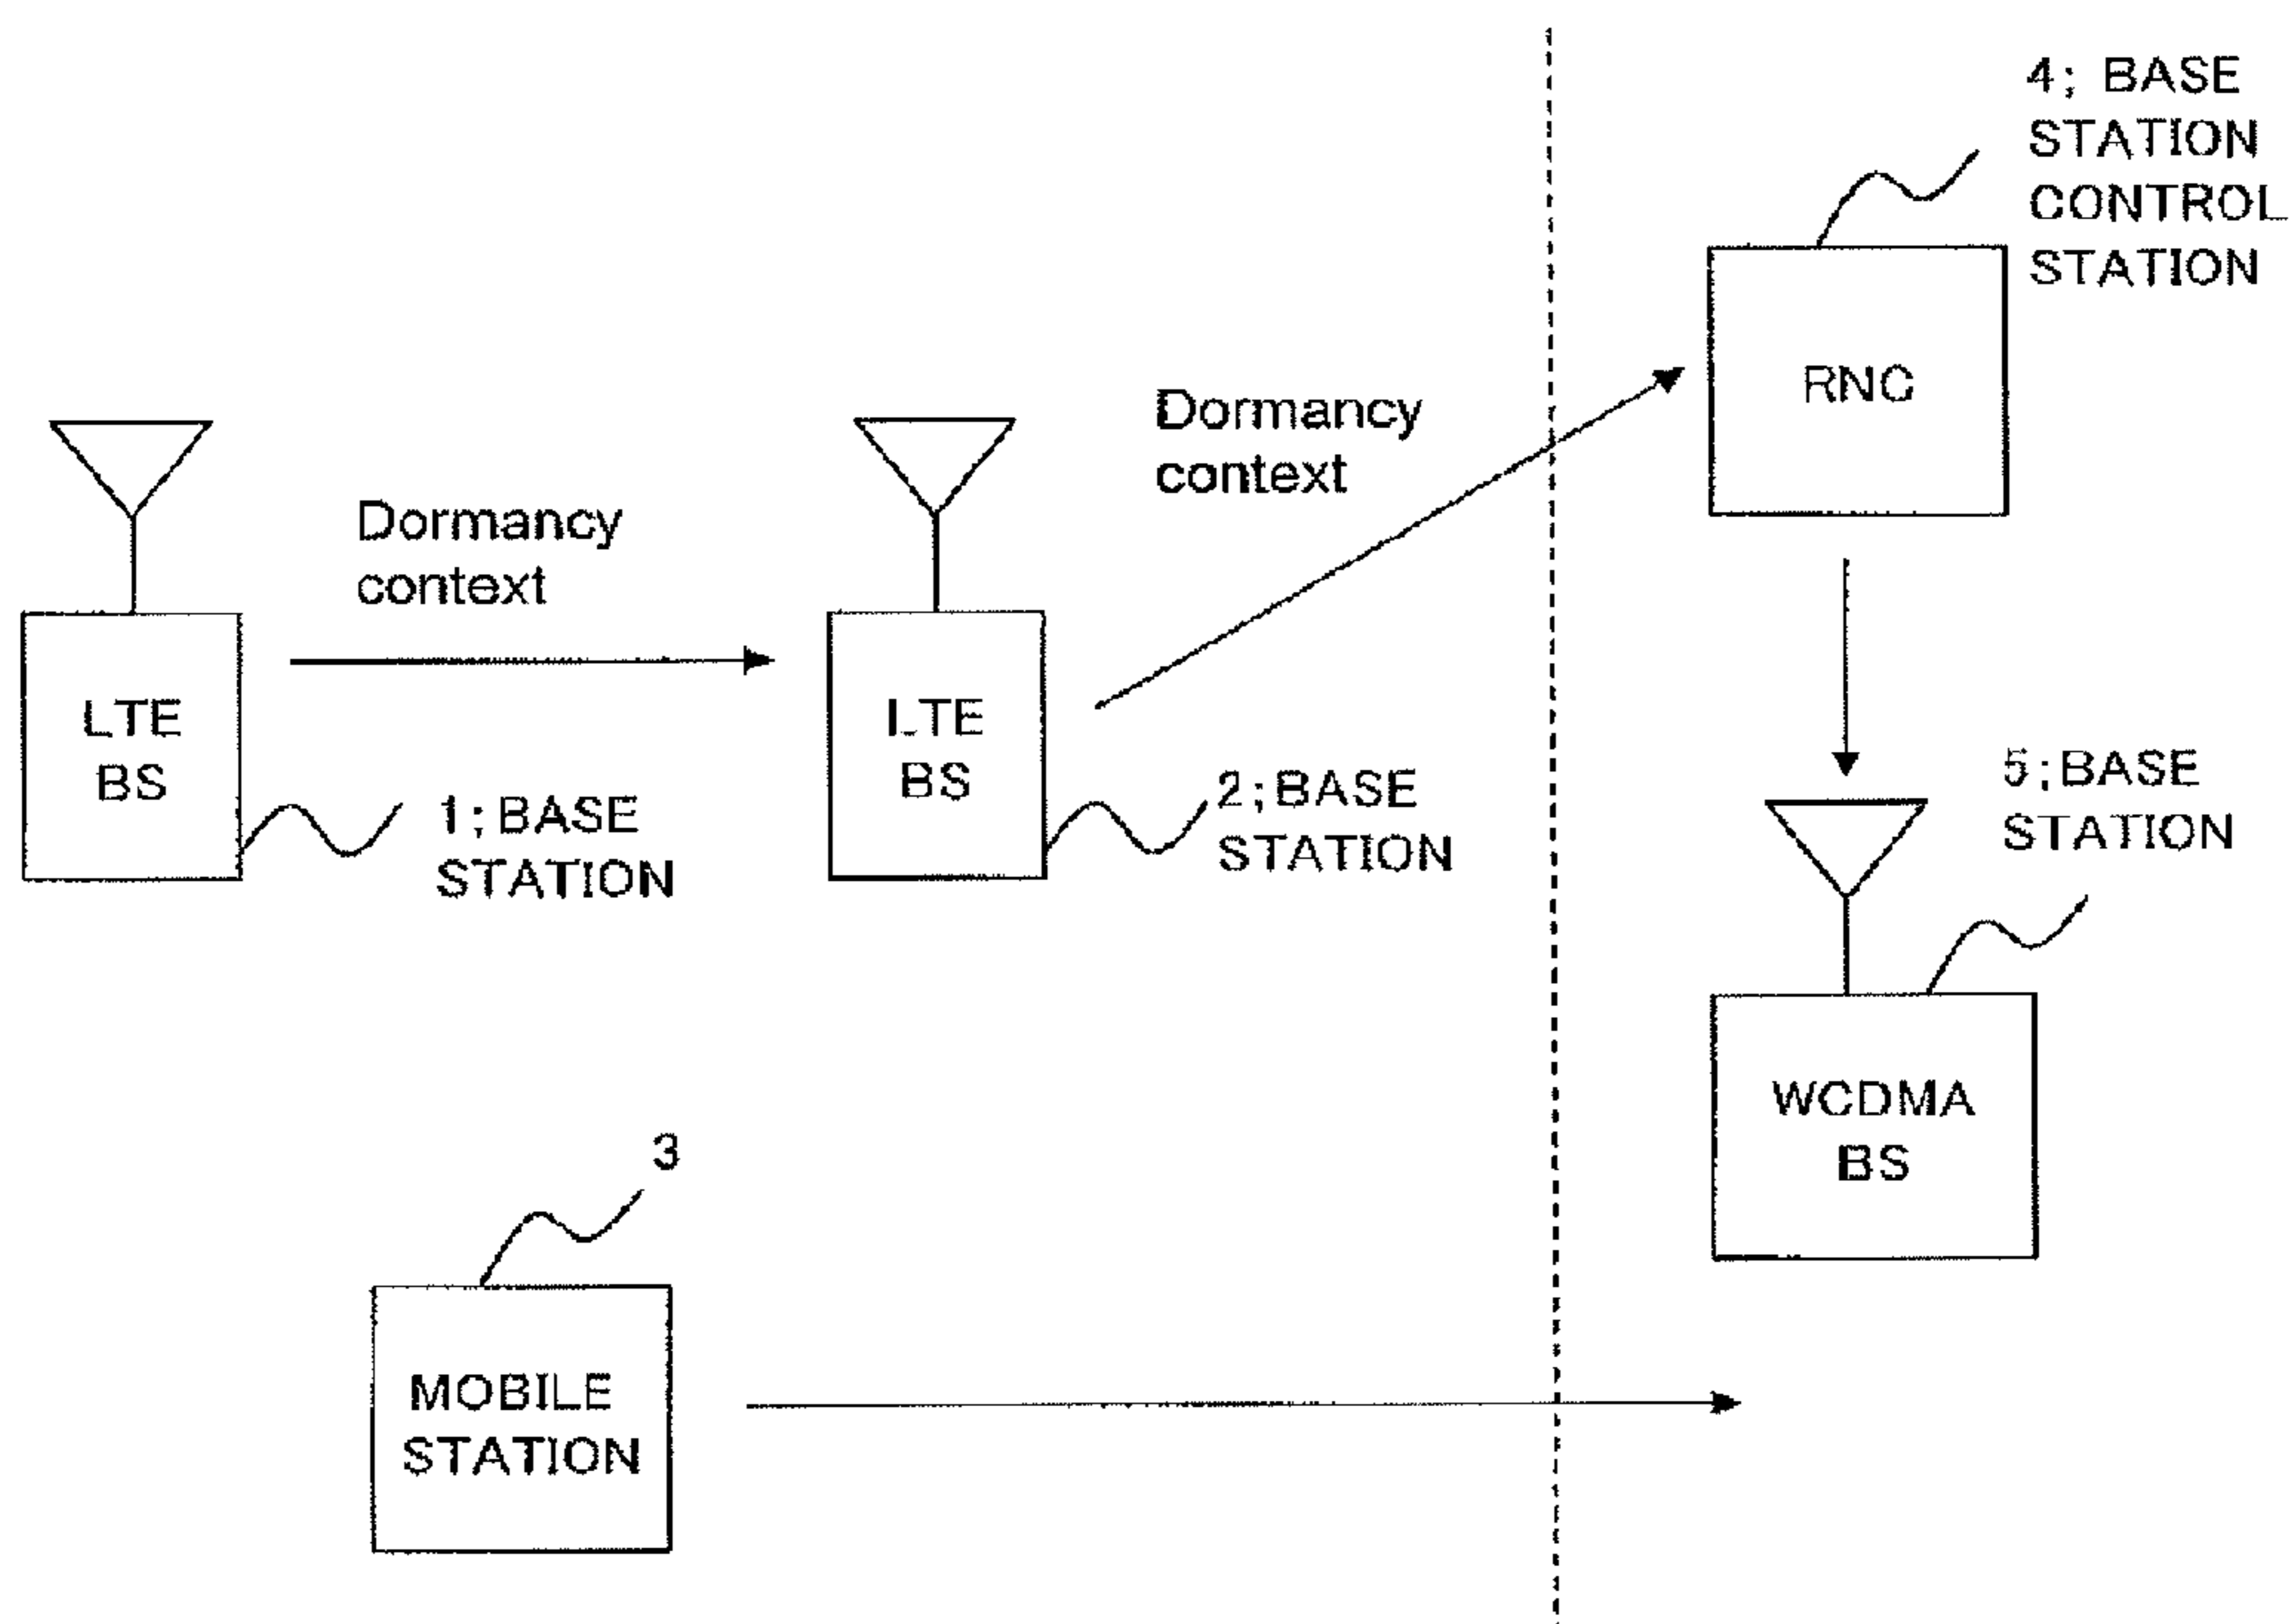 4; BASE
STATION
CONTROL
STATION
RNC
Dormancy
context
Dormancy
context
LTE
BS
LTE
BS
1;BASE
STATION
2;BASE
STATION
5;BASE
STATION
WCDMA
BS
3
MOBILE
STATION